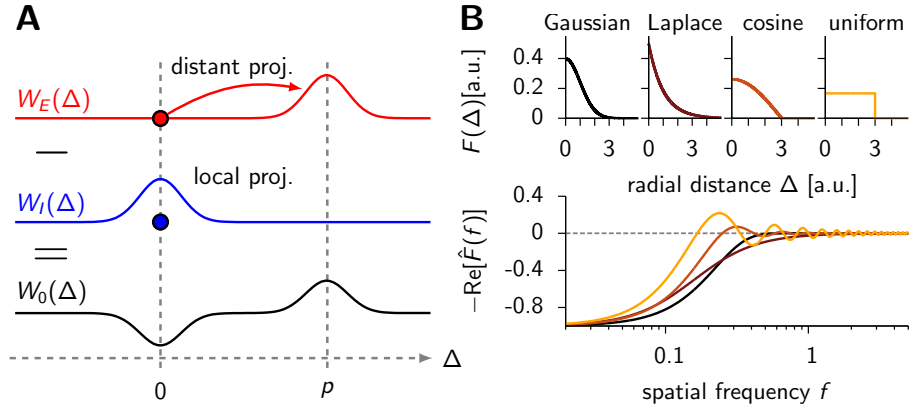 A
distant proj.
W_E(Δ)
—
local proj.
W_I(Δ)
=
W_0(Δ)
Δ
0
p
B
Gaussian Laplace cosine uniform
F(Δ)[a.u.]
0.4
0.2
0
0 3 0 3 0 3 0 3
radial distance Δ [a.u.]
−Re[F̂(f)]
0
-0.4
-0.8
0.1 1
spatial frequency f